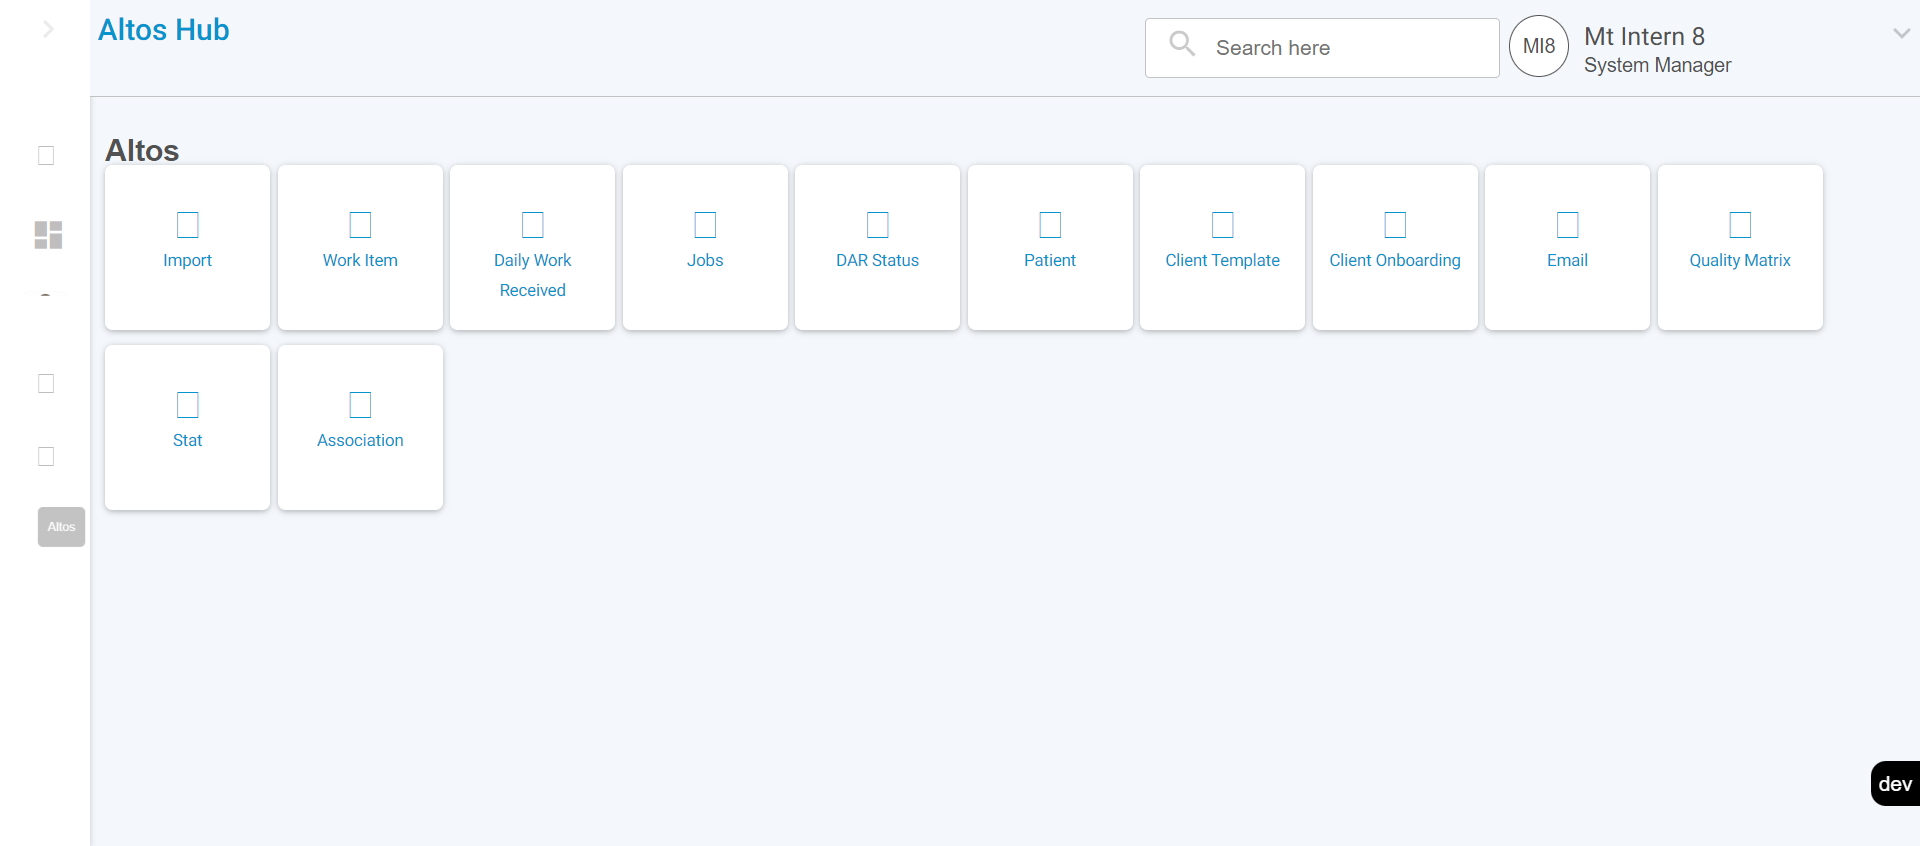 Altos Hub
Search here
MI8
Mt Intern 8
System Manager
Altos
Import
Work Item
Daily Work
Received
Jobs
DAR Status
Patient
Client Template
Client Onboarding
Email
Quality Matrix
Stat
Association
Altos
dev